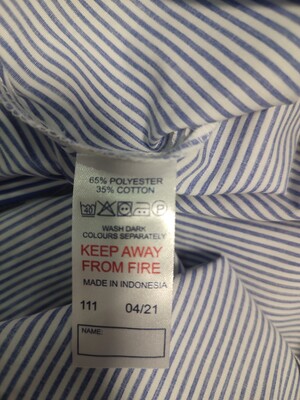 65% POLYESTER
35% COTTON
40 P
WASH DARK
COLOURS SEPARATELY
KEEP AWAY
FROM FIRE
MADE IN INDONESIA
111 04/21
NAME: